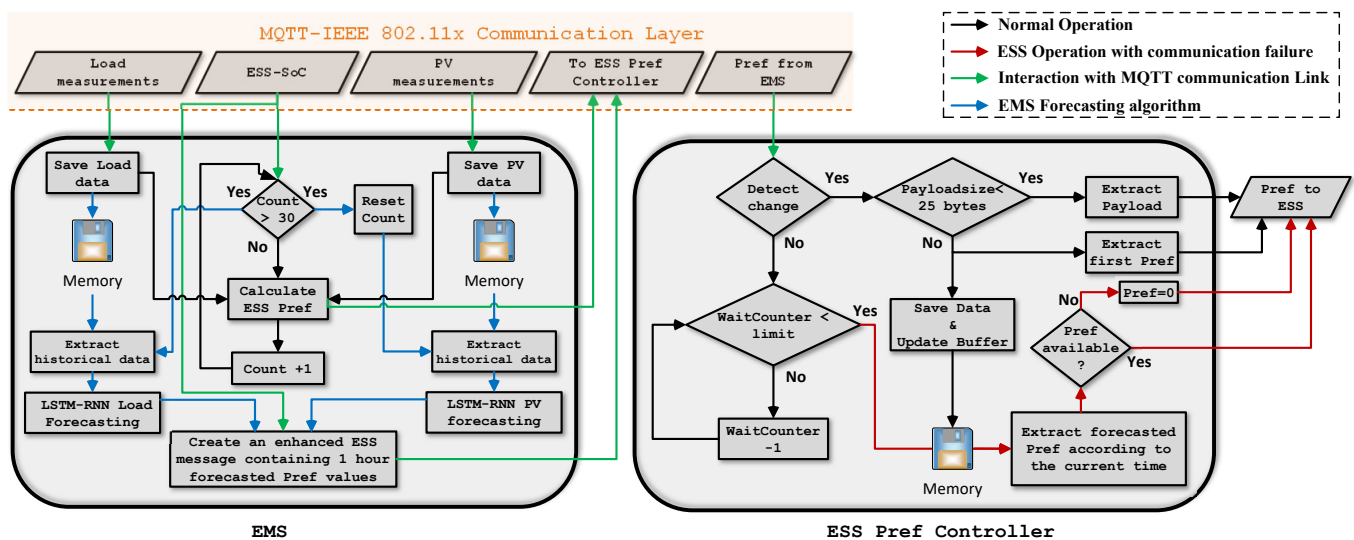 MQTT-IEEE 802.11x Communication Layer
Load
measurements
ESS-SoC
PV
measurements
To ESS Pref
Controller
Pref from
EMS
Normal Operation
ESS Operation with communication failure
Interaction with MQTT communication Link
EMS Forecasting algorithm
Save Load
data
Memory
Extract
historical data
LSTM-RNN Load
Forecasting
Yes
Yes
Count
> 30
No
Reset
Count
Calculate
ESS Pref
Count +1
Save PV
data
Memory
Extract
historical data
LSTM-RNN PV
forecasting
Create an enhanced ESS
message containing 1 hour
forecasted Pref values
EMS
Detect
change
Yes
No
Payloadsize<
25 bytes
Yes
No
Extract
Payload
Pref to
ESS
Extract
first Pref
WaitCounter <
limit
Yes
No
WaitCounter
-1
Save Data
&
Update Buffer
Memory
No
Pref=0
Pref
available
?
Yes
Extract forecasted
Pref according to
the current time
ESS Pref Controller